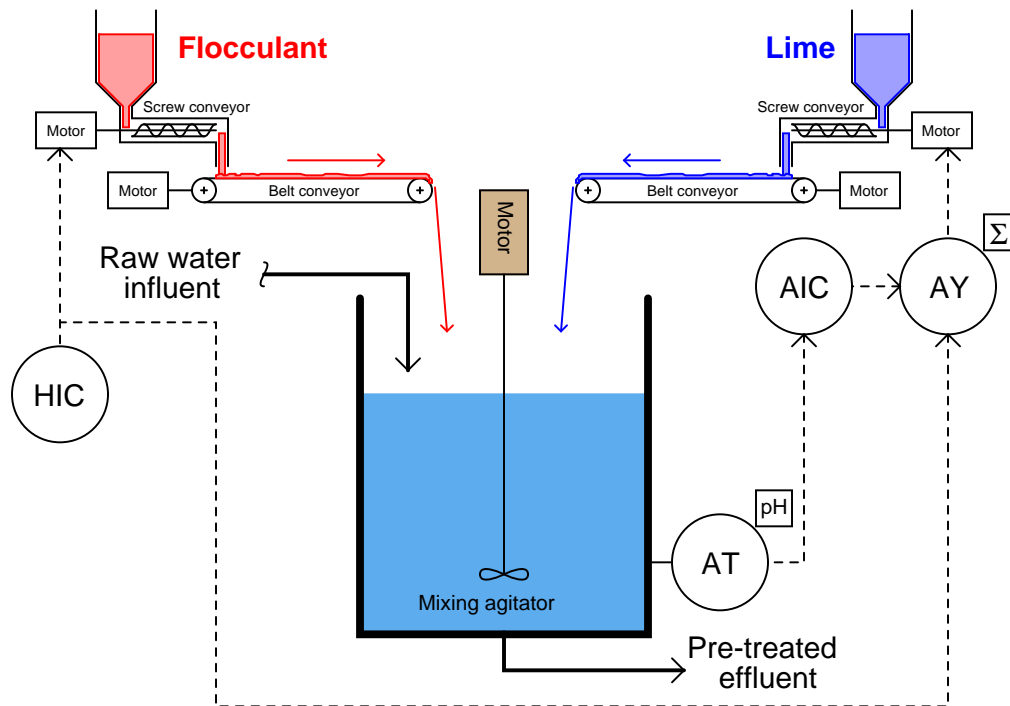 Flocculant
Lime
Screw conveyor
Screw conveyor
Motor
Motor
Motor
Belt conveyor
Belt conveyor
Motor
Motor
Σ
Raw water
influent
AIC
AY
HIC
pH
AT
Mixing agitator
Pre-treated
effluent